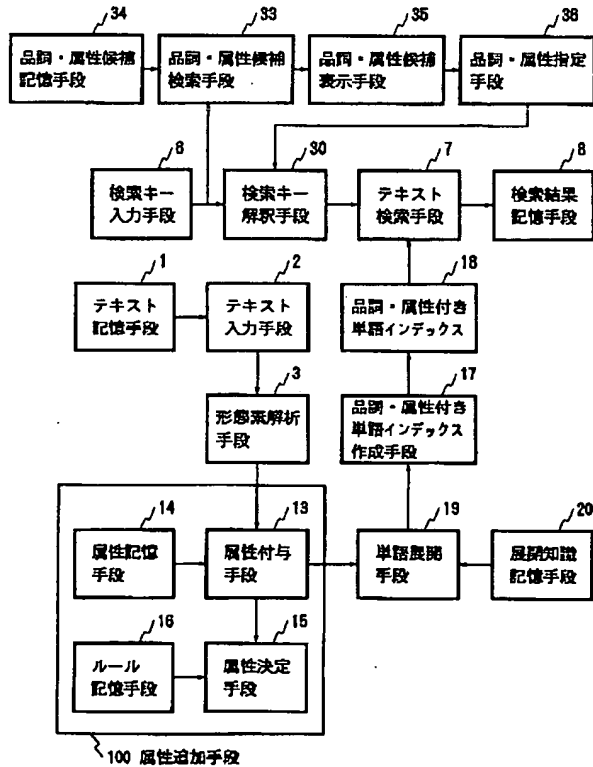 34
33
35
36
品詞・属性候補
記憶手段
品詞・属性候補
検索手段
品詞・属性候補
表示手段
品詞・属性指定
手段
6
30
7
8
検索キー
入力手段
検索キー
解釈手段
テキスト
検索手段
検索結果
記憶手段
1
2
18
テキスト
記憶手段
テキスト
入力手段
品詞・属性付き
単語インデックス
3
17
形態素解析
手段
品詞・属性付き
単語インデックス
作成手段
14
13
19
20
属性記憶
手段
属性付与
手段
単語展開
手段
展開知識
記憶手段
16
15
ルール
記憶手段
属性決定
手段
100 属性追加手段